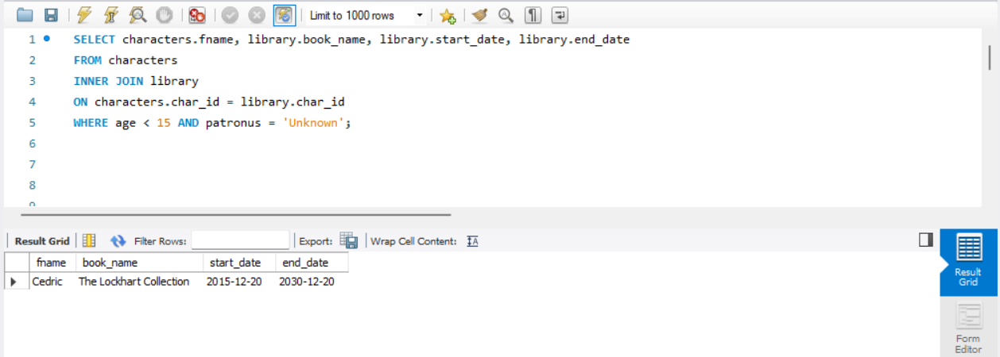 Limit to 1000 rows
1 SELECT characters.fname, library.book_name, library.start_date, library.end_date
2 FROM characters
3 INNER JOIN library
4 ON characters.char_id = library.char_id
5 WHERE age < 15 AND patronus = 'Unknown';
6
7
8
9
Result Grid Filter Rows: Export: Wrap Cell Content: IA
fname book_name start_date end_date
Cedric The Lockhart Collection 2015-12-20 2030-12-20
Result
Grid
Form
Editor